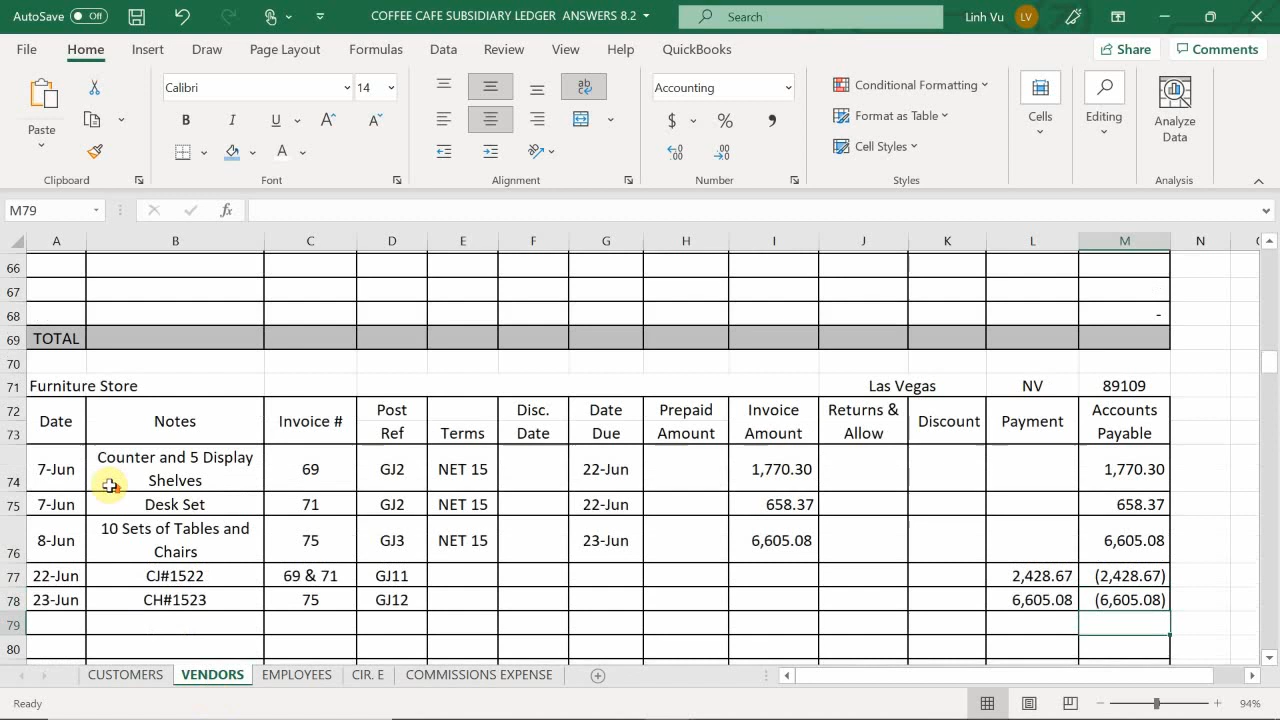 AutoSave Off COFFEE CAFE SUBSIDIARY LEDGER ANSWERS 8.2 Search Linh Vu LV
File Home Insert Draw Page Layout Formulas Data Review View Help QuickBooks Share Comments
Paste
Calibri 14
B I U A A
A
ab
Accounting
$ % ,
Conditional Formatting
Format as Table
Cell Styles
Cells
Editing
Analyze
Data
Clipboard Font Alignment Number Styles Analysis
M79 fx
A B C D E F G H I J K L M N
66
67
68 -
69 TOTAL
70
71 Furniture Store Las Vegas NV 89109
72 Date Notes Invoice # Post Terms Disc. Date Prepaid Invoice Returns & Discount Payment Accounts
73 Ref Date Due Amount Amount Allow Payable
74 7-Jun Counter and 5 Display Shelves 69 GJ2 NET 15 22-Jun 1,770.30 1,770.30
75 7-Jun Desk Set 71 GJ2 22-Jun 658.37 658.37
76 8-Jun 10 Sets of Tables and Chairs 75 GJ3 NET 15 23-Jun 6,605.08 6,605.08
77 22-Jun CJ#1522 69 & 71 GJ11 2,428.67 (2,428.67)
78 23-Jun CH#1523 75 GJ12 6,605.08 (6,605.08)
79
80
CUSTOMERS VENDORS EMPLOYEES CIR. E COMMISSIONS EXPENSE
Ready 94%